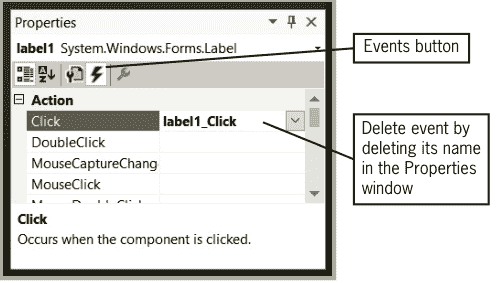 Properties
label1 System.Windows.Forms.Label
Action
Click label1_Click
DoubleClick
MouseCaptureChang
MouseClick
Click
Occurs when the component is clicked.
Events button
Delete event by
deleting its name
in the Properties
window